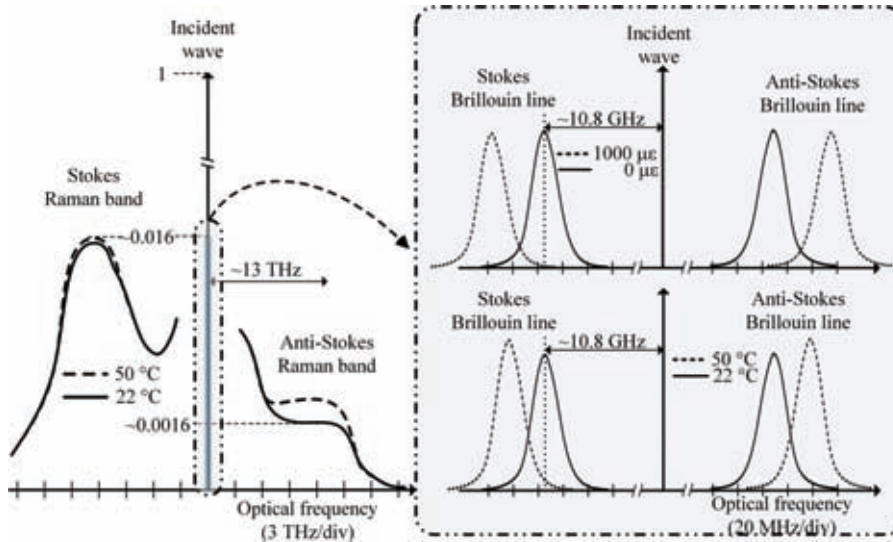 Incident
wave
1
Stokes
Raman band
~0.016
~13 THz
Anti-Stokes
Raman band
50 °C
22 °C
~0.0016
Optical frequency
(3 THz/div)
Incident
wave
Stokes
Brillouin line
Anti-Stokes
Brillouin line
~10.8 GHz
1000 µε
0 µε
Stokes
Brillouin line
Anti-Stokes
Brillouin line
~10.8 GHz
50 °C
22 °C
Optical frequency
(20 MHz/div)